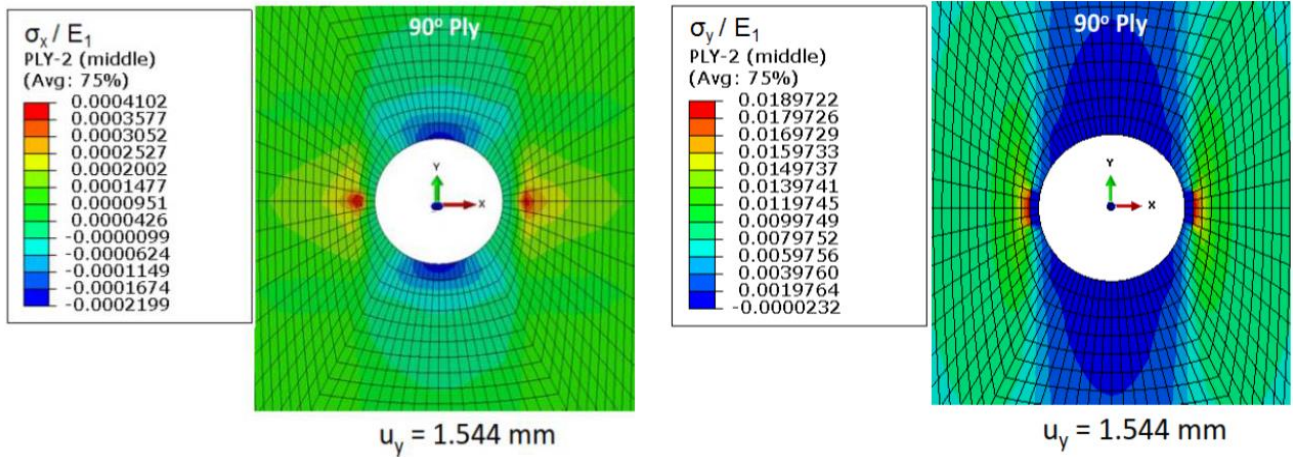 σx / E1
PLY-2 (middle)
(Avg: 75%)
0.0004102
0.0003577
0.0003052
0.0002527
0.0002002
0.0001477
0.0000951
0.0000426
-0.0000099
-0.0000624
-0.0001149
-0.0001674
-0.0002199
90º Ply
Y
X
uy = 1.544 mm
σy / E1
PLY-2 (middle)
(Avg: 75%)
0.0189722
0.0179726
0.0169729
0.0159733
0.0149737
0.0139741
0.0119745
0.0099749
0.0079752
0.0059756
0.0039760
0.0019764
-0.0000232
90º Ply
Y
X
uy = 1.544 mm